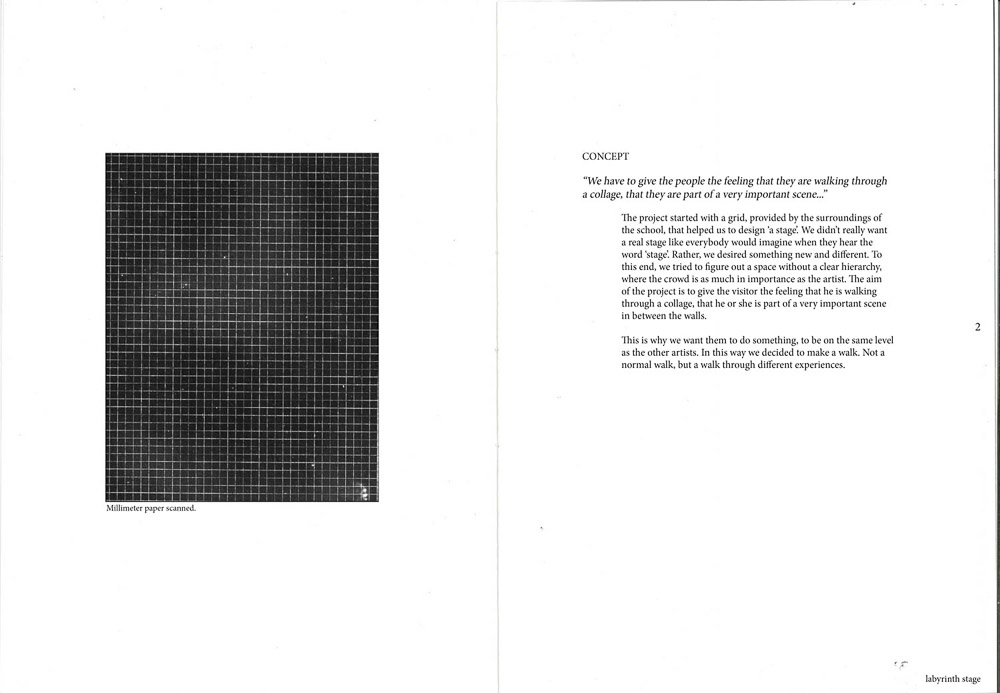 Millimeter paper scanned.
CONCEPT
“We have to give the people the feeling that they are walking through
a collage, that they are part of a very important scene...”
The project started with a grid, provided by the surroundings of
the school, that helped us to design ‘a stage’. We didn’t really want
a real stage like everybody would imagine when they hear the
word ‘stage’. Rather, we desired something new and different. To
this end, we tried to figure out a space without a clear hierarchy,
where the crowd is as much in importance as the artist. The aim
of the project is to give the visitor the feeling that he is walking
through a collage, that he or she is part of a very important scene
in between the walls.
This is why we want them to do something, to be on the same level
as the other artists. In this way we decided to make a walk. Not a
normal walk, but a walk through different experiences.
2
labyrinth stage